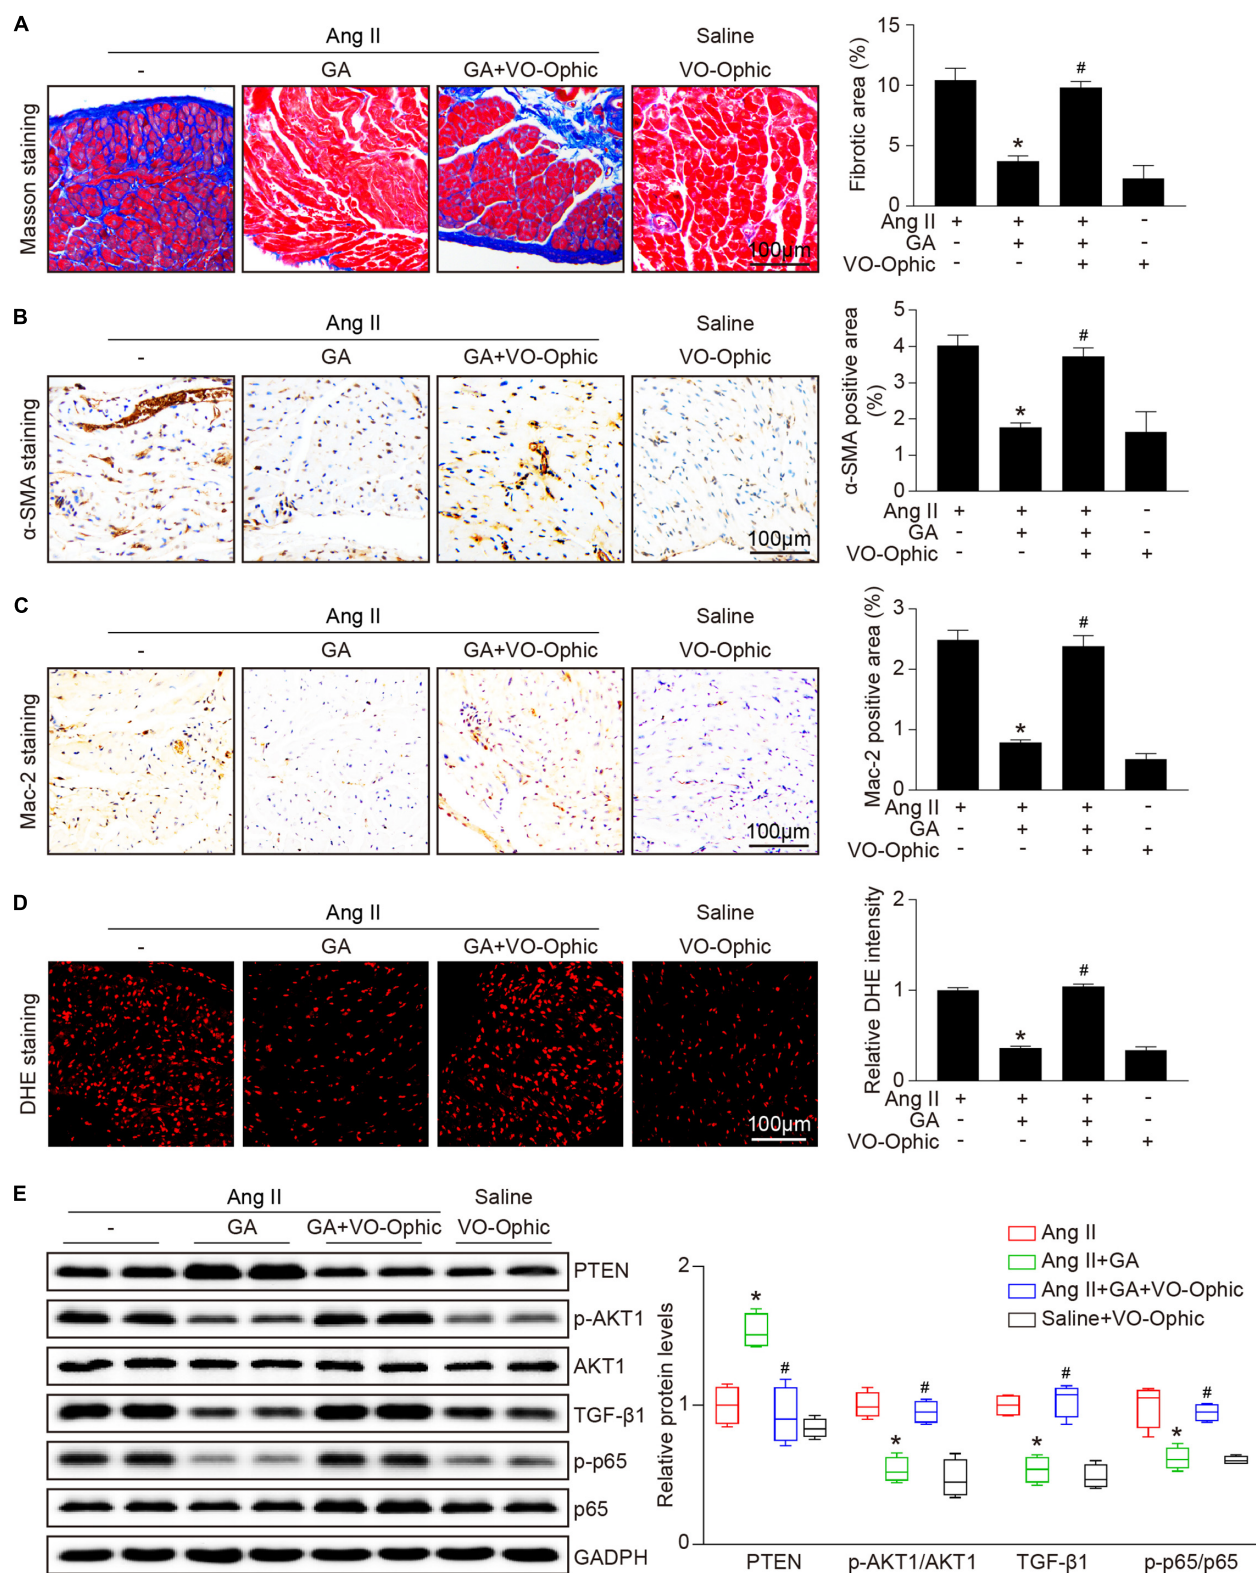 A
Ang II
Saline
-
GA
GA+VO-Ophic
VO-Ophic
Masson staining
100μm
Fibrotic area (%)
15
10
5
0
Ang II + + + -
GA - + + -
VO-Ophic - - + +
*
#
B
Ang II
Saline
-
GA
GA+VO-Ophic
VO-Ophic
α-SMA staining
100μm
α-SMA positive area
(%)
5
4
3
2
1
0
Ang II + + + -
GA - + + -
VO-Ophic - - + +
*
#
C
Ang II
Saline
-
GA
GA+VO-Ophic
VO-Ophic
Mac-2 staining
100μm
Mac-2 positive area (%)
3
2
1
0
Ang II + + + -
GA - + + -
VO-Ophic - - + +
*
#
D
Ang II
Saline
-
GA
GA+VO-Ophic
VO-Ophic
DHE staining
100μm
Relative DHE intensity
2
1
0
Ang II + + + -
GA - + + -
VO-Ophic - - + +
*
#
E
Ang II
Saline
-
GA
GA+VO-Ophic
VO-Ophic
PTEN
p-AKT1
AKT1
TGF-β1
p-p65
p65
GADPH
Ang II
Ang II+GA
Ang II+GA+VO-Ophic
Saline+VO-Ophic
Relative protein levels
2
1
0
*
#
*
#
*
#
*
#
PTEN
p-AKT1/AKT1
TGF-β1
p-p65/p65